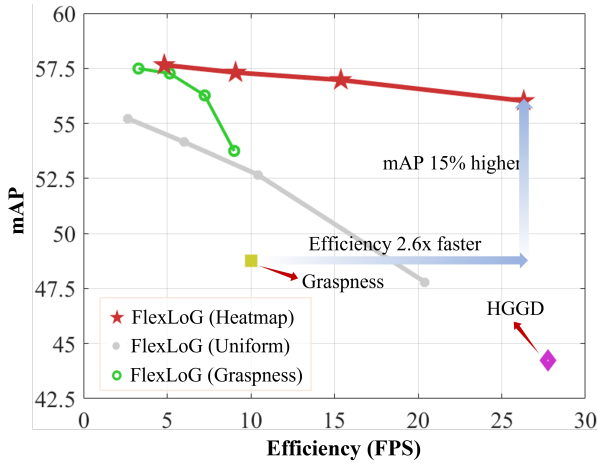 60
57.5
55
52.5
50
47.5
45
42.5
mAP
mAP 15% higher
Efficiency 2.6x faster
Graspness
HGGD
FlexLoG (Heatmap)
FlexLoG (Uniform)
FlexLoG (Graspness)
0 5 10 15 20 25 30
Efficiency (FPS)